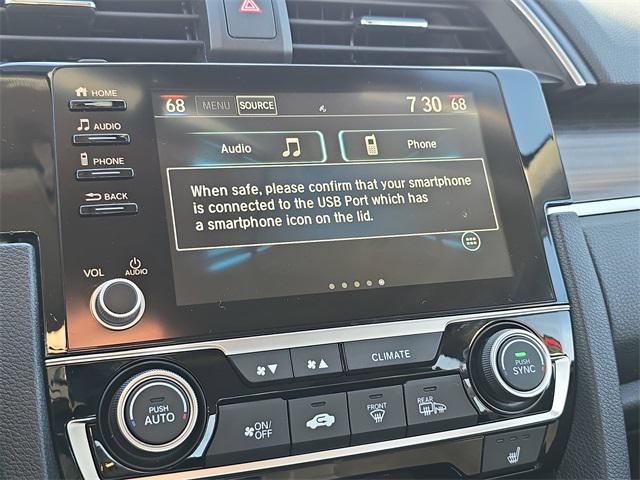 HOME
AUDIO
PHONE
BACK
VOL
AUDIO
68 MENU SOURCE 7 30 68
Audio Phone
When safe, please confirm that your smartphone
is connected to the USB Port which has
a smartphone icon on the lid.
CLIMATE
PUSH
AUTO
ON/
OFF
FRONT
REAR
PUSH
SYNC